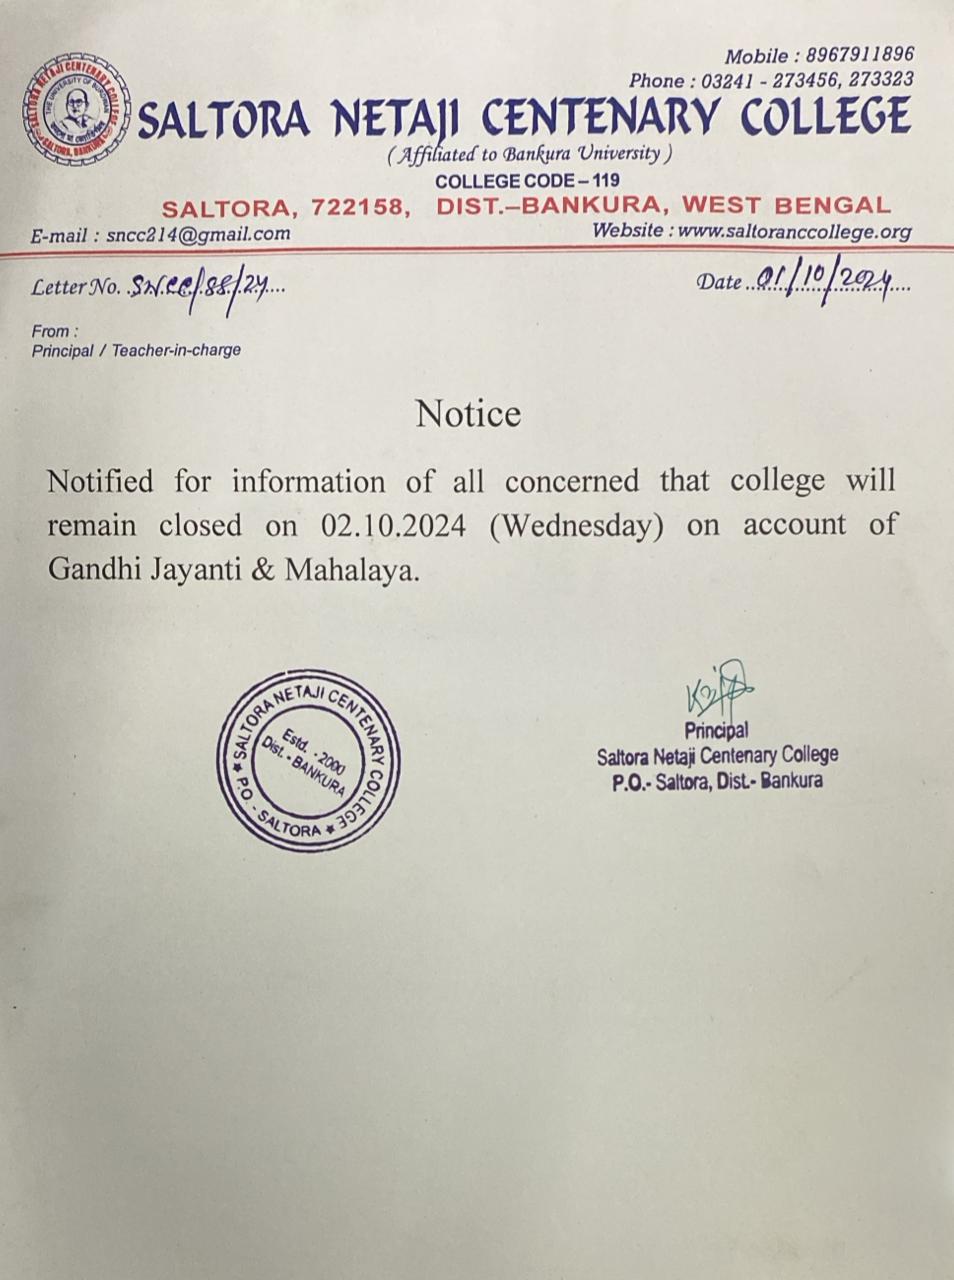 Mobile : 8967911896
Phone : 03241 - 273456, 273323
SALTORA NETAJI CENTENARY COLLEGE
( Affiliated to Bankura University )
COLLEGE CODE – 119
SALTORA, 722158, DIST.–BANKURA, WEST BENGAL
E-mail : sncc214@gmail.com
Website : www.saltoranccollege.org
Letter No. S.N.CC/88/24
Date 01/10/2024
From :
Principal / Teacher-in-charge
Notice
Notified for information of all concerned that college will
remain closed on 02.10.2024 (Wednesday) on account of
Gandhi Jayanti & Mahalaya.
SALTORA NETAJI CENTENARY COLLEGE
P.O. - SALTORA
Estd. - 2000
Dist. - BANKURA
Principal
Saltora Netaji Centenary College
P.O.- Saltora, Dist.- Bankura